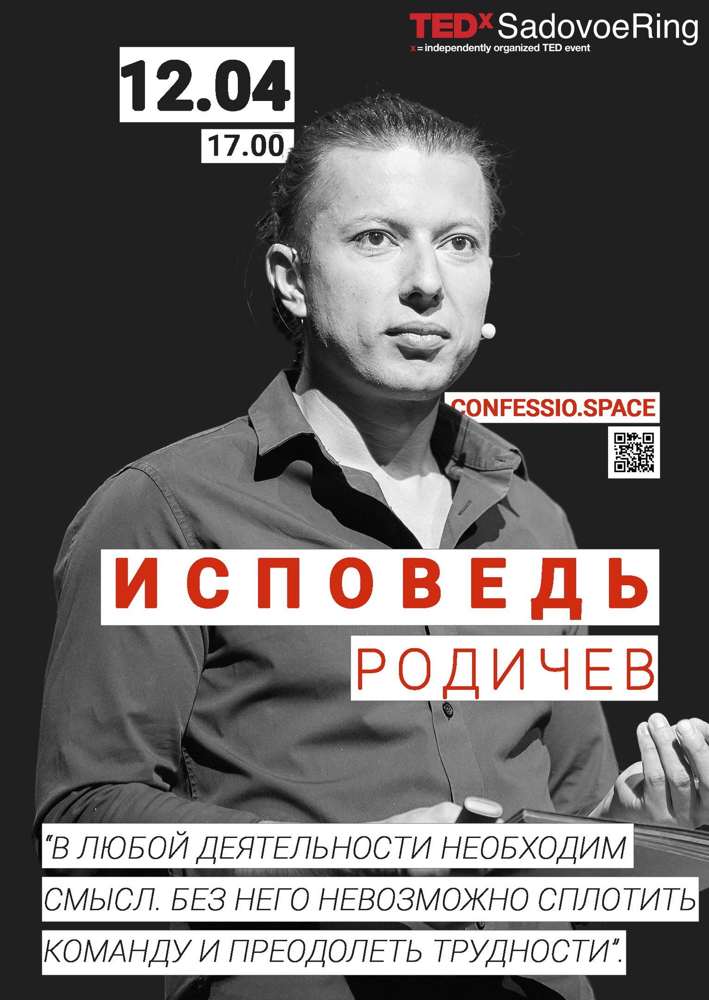 TEDx SadovoeRing
x = independently organized TED event
12.04
17.00
CONFESSIO.SPACE
ИСПОВЕДЬ
РОДИЧЕВ
“В ЛЮБОЙ ДЕЯТЕЛЬНОСТИ НЕОБХОДИМ
СМЫСЛ. БЕЗ НЕГО НЕВОЗМОЖНО СПЛОТИТЬ
КОМАНДУ И ПРЕОДОЛЕТЬ ТРУДНОСТИ”.